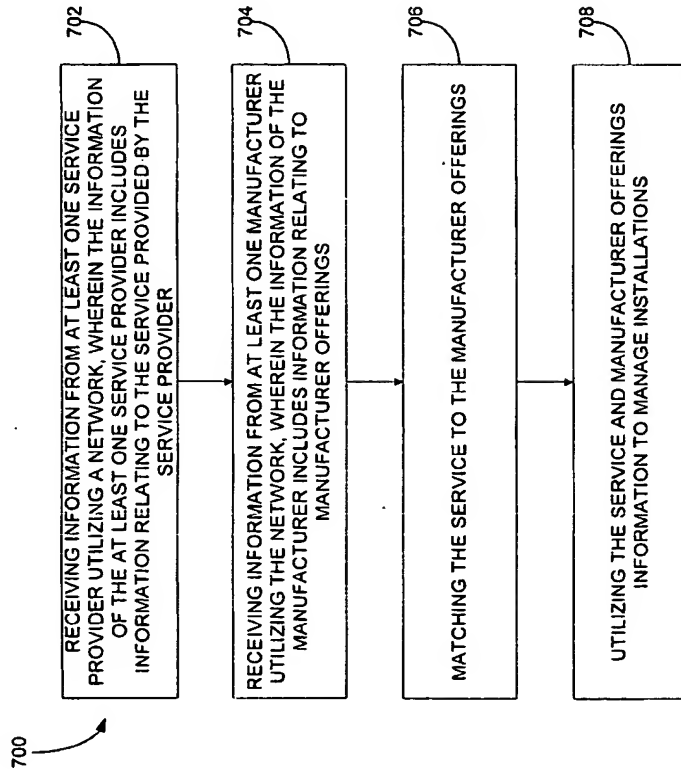 700
RECEIVING INFORMATION FROM AT LEAST ONE SERVICE
PROVIDER UTILIZING A NETWORK, WHEREIN THE INFORMATION
OF THE AT LEAST ONE SERVICE PROVIDER INCLUDES
INFORMATION RELATING TO THE SERVICE PROVIDED BY THE
SERVICE PROVIDER
702
RECEIVING INFORMATION FROM AT LEAST ONE MANUFACTURER
UTILIZING THE NETWORK, WHEREIN THE INFORMATION OF THE
MANUFACTURER INCLUDES INFORMATION RELATING TO
MANUFACTURER OFFERINGS
704
MATCHING THE SERVICE TO THE MANUFACTURER OFFERINGS
706
UTILIZING THE SERVICE AND MANUFACTURER OFFERINGS
INFORMATION TO MANAGE INSTALLATIONS
708